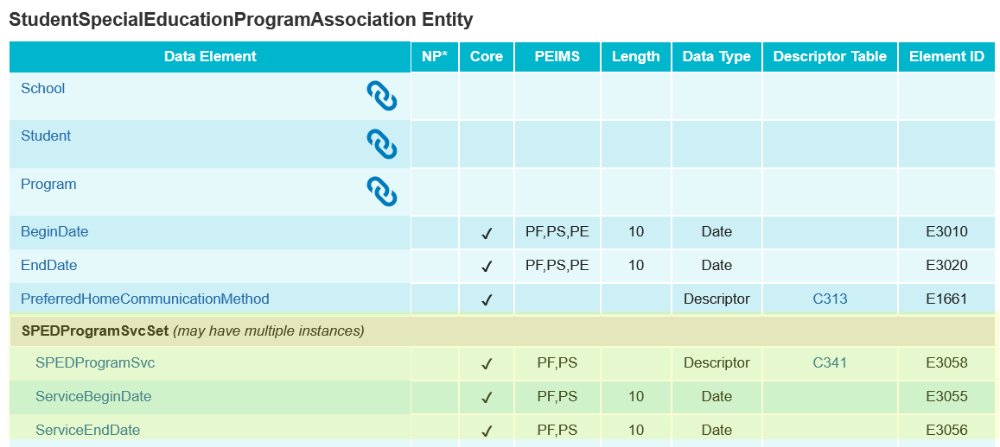 StudentSpecialEducationProgramAssociation Entity
Data Element NP* Core PEIMS Length Data Type Descriptor Table Element ID
School
Student
Program
BeginDate ✓ PF,PS,PE 10 Date E3010
EndDate ✓ PF,PS,PE 10 Date E3020
PreferredHomeCommunicationMethod ✓ Descriptor C313 E1661
SPEDProgramSvcSet (may have multiple instances)
SPEDProgramSvc ✓ PF,PS Descriptor C341 E3058
ServiceBeginDate ✓ PF,PS 10 Date E3055
ServiceEndDate ✓ PF,PS 10 Date E3056